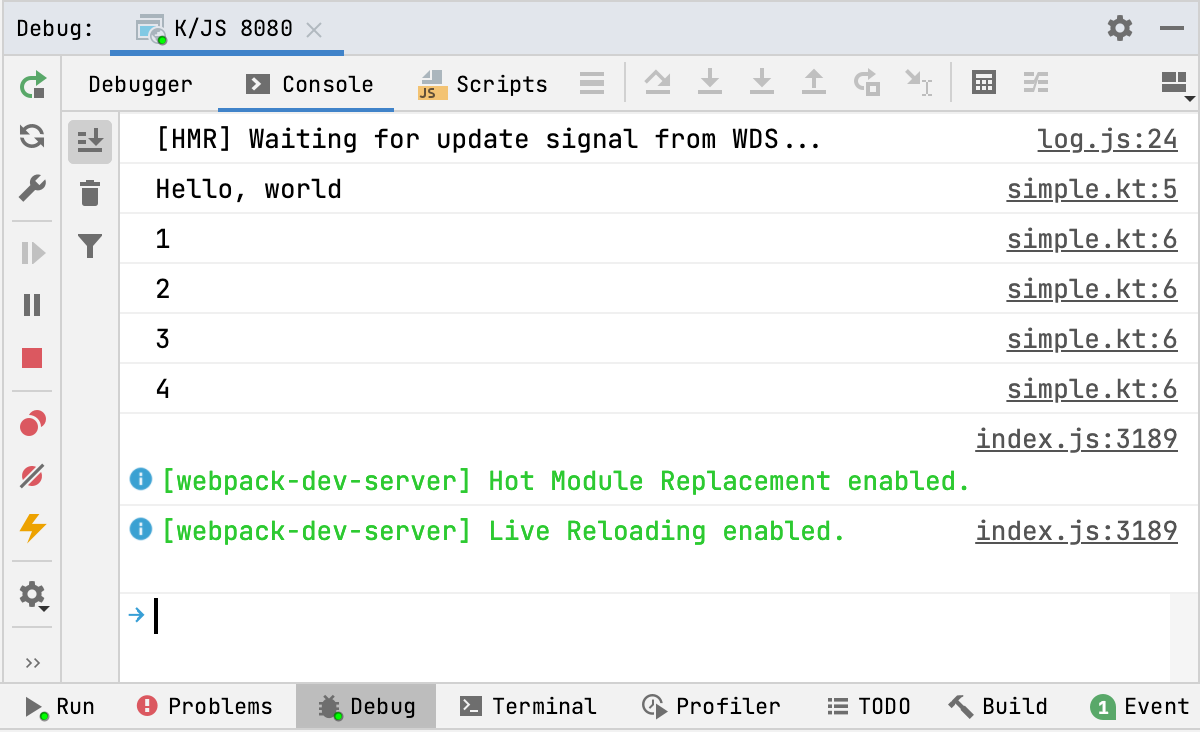 Debug: K/JS 8080
Debugger Console JS Scripts
[HMR] Waiting for update signal from WDS... log.js:24
Hello, world simple.kt:5
1 simple.kt:6
2 simple.kt:6
3 simple.kt:6
4 simple.kt:6
index.js:3189
[webpack-dev-server] Hot Module Replacement enabled.
[webpack-dev-server] Live Reloading enabled. index.js:3189
Run Problems Debug Terminal Profiler TODO Build 1 Event